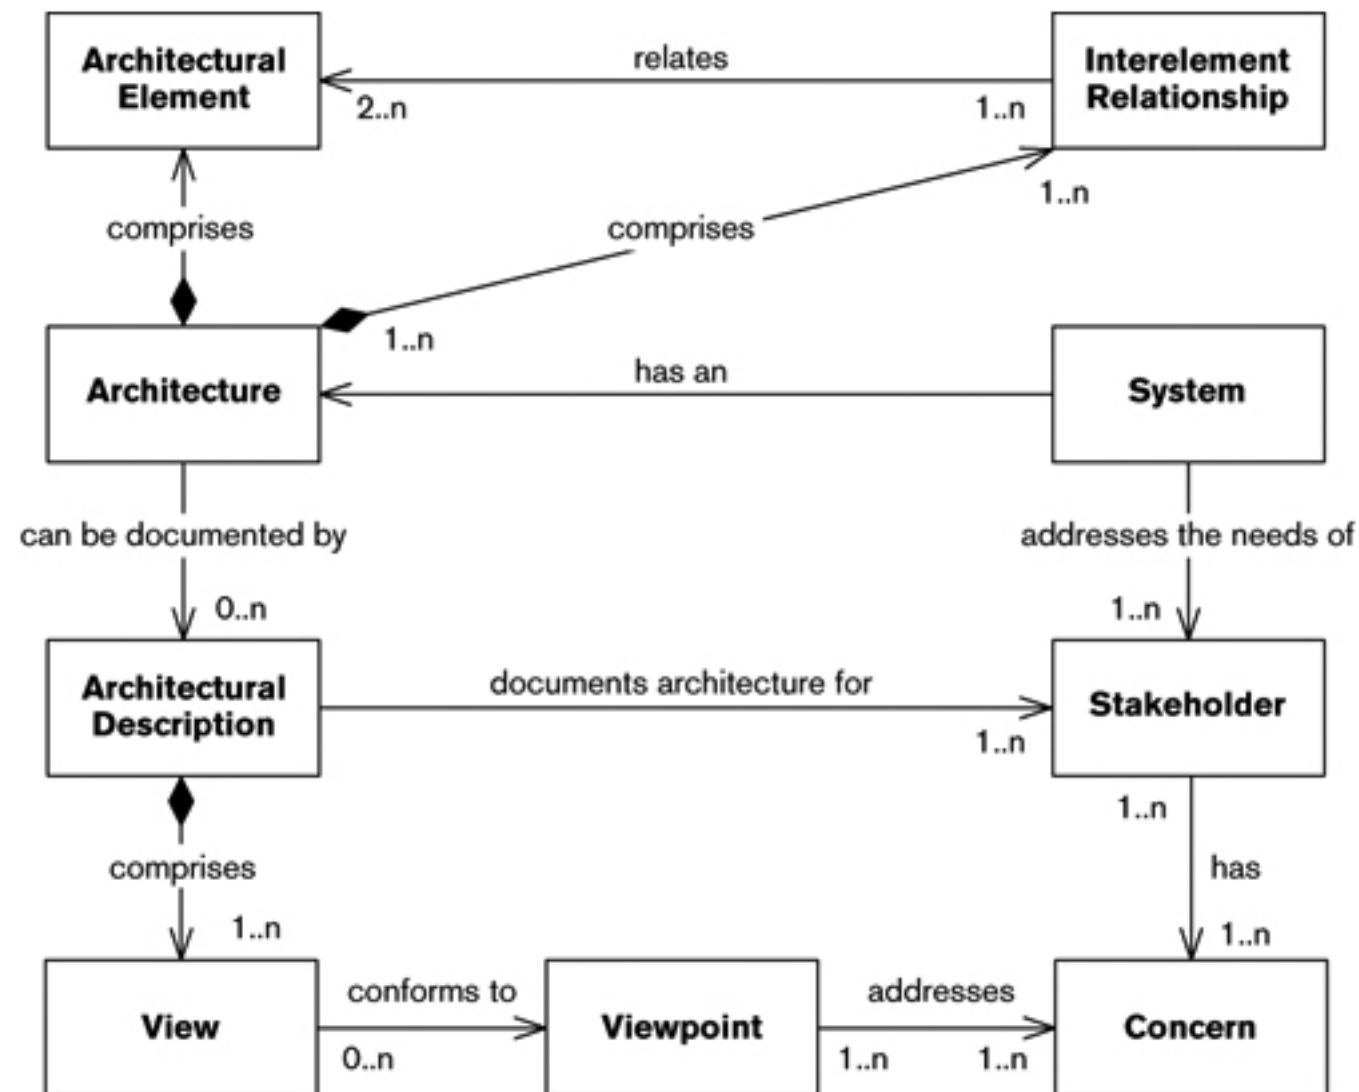 Architectural
Element
relates
2..n
1..n
Interelement
Relationship
comprises
comprises
1..n
1..n
Architecture
has an
System
can be documented by
addresses the needs of
0..n
1..n
Architectural
Description
documents architecture for
1..n
Stakeholder
1..n
comprises
has
1..n
1..n
View
conforms to
0..n
Viewpoint
addresses
1..n
1..n
Concern